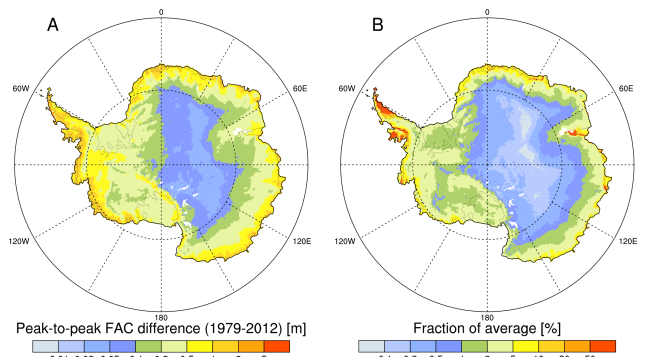 A
B
0
0
60W
60E
60W
60E
120W
120E
120W
120E
180
180
Peak-to-peak FAC difference (1979-2012) [m]
Fraction of average [%]